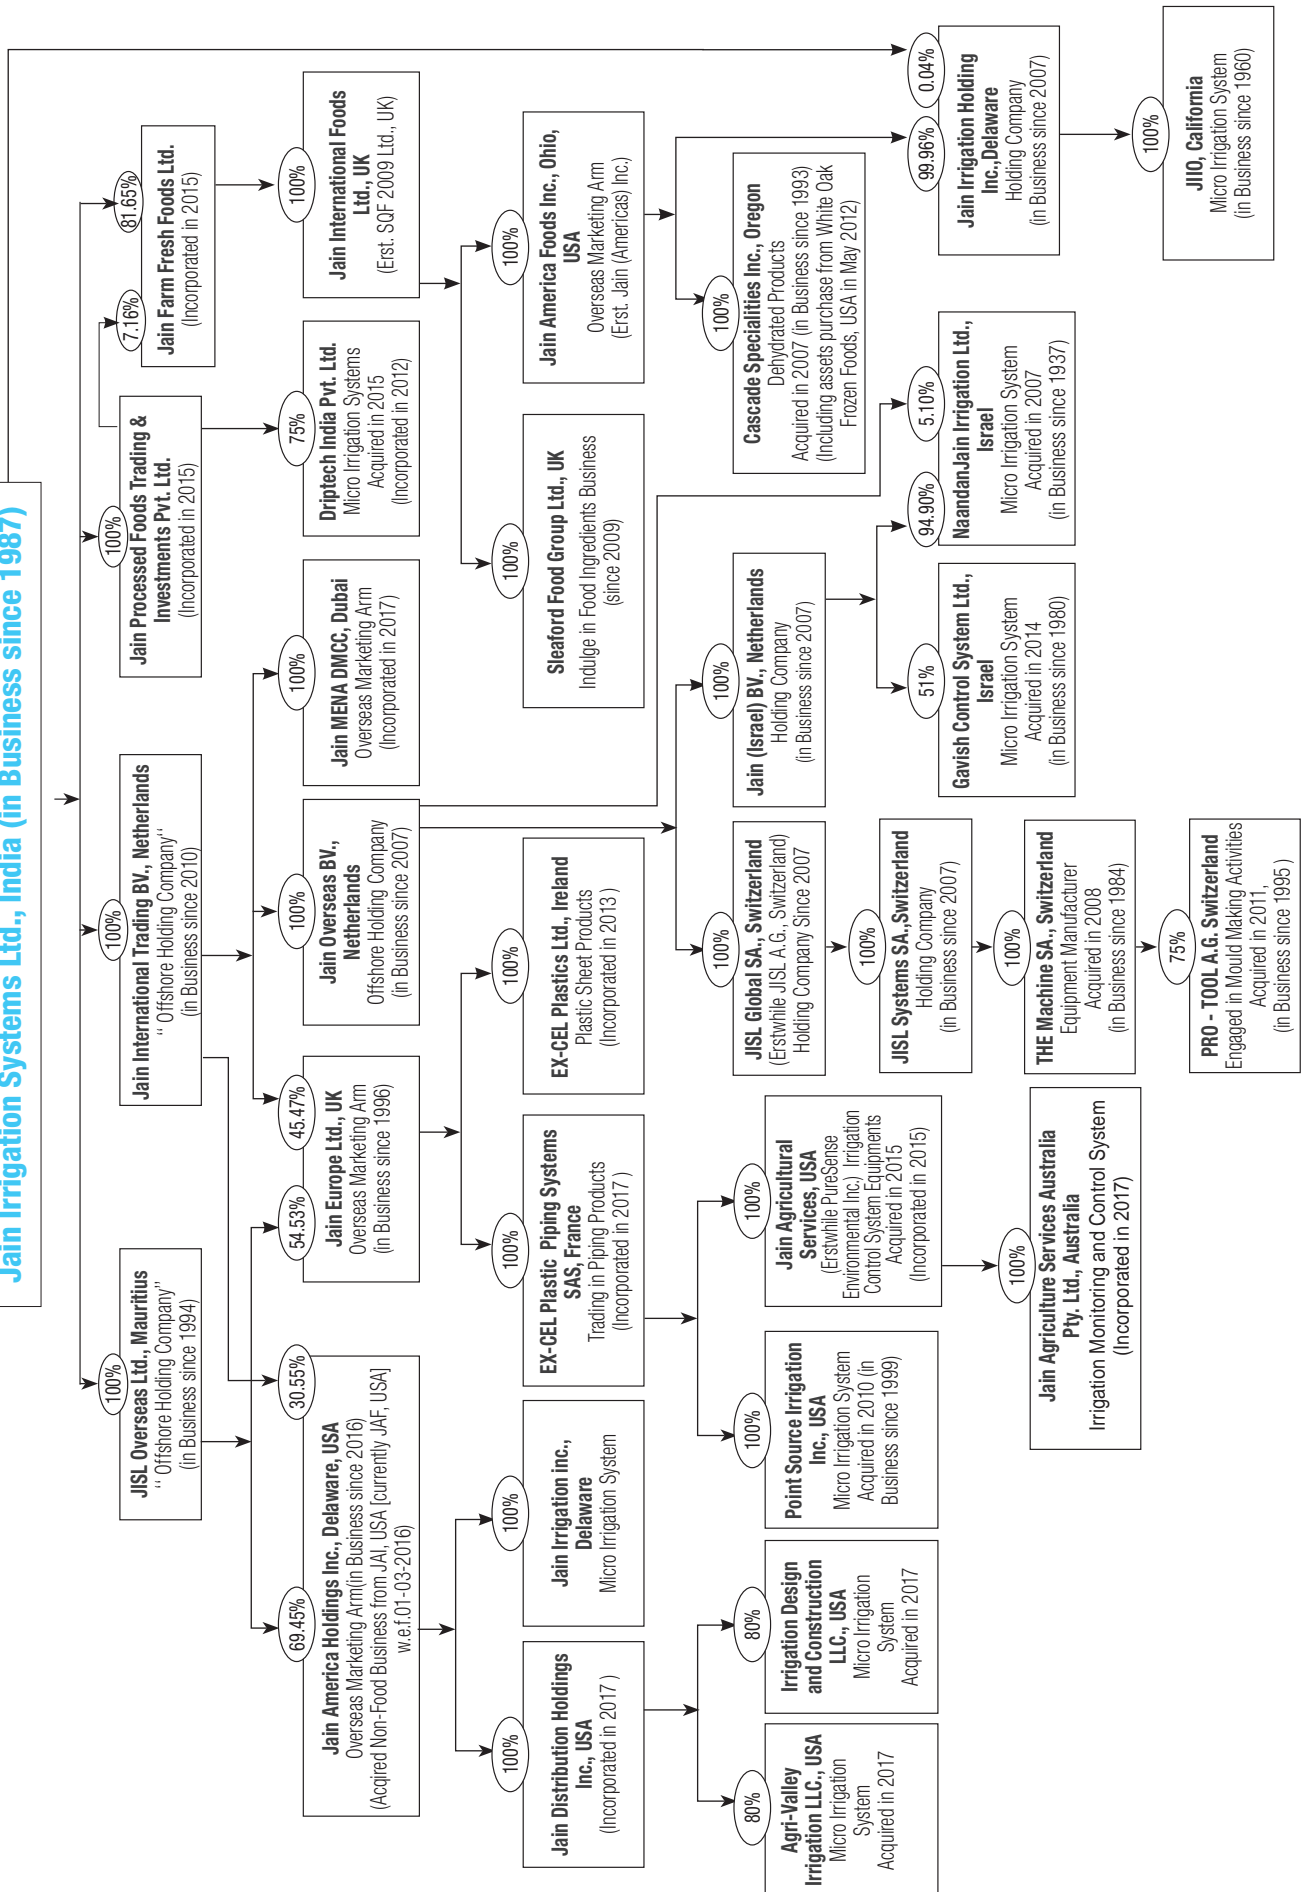 Jain Irrigation Systems Ltd., India (in Business since 1987)
100%
JISL Overseas Ltd., Mauritius
“ Offshore Holding Company”
(in Business since 1994)
100%
Jain International Trading BV., Netherlands
“ Offshore Holding Company“
(in Business since 2010)
100%
Jain Processed Foods Trading &
Investments Pvt. Ltd.
(Incorporated in 2015)
7.16%
81.65%
Jain Farm Fresh Foods Ltd.
(Incorporated in 2015)
69.45%
30.55%
Jain America Holdings Inc., Delaware, USA
Overseas Marketing Arm(in Business since 2016)
(Acqired Non-Food Business from JAI, USA [currently JAF, USA]
w.e.f.01-03-2016)
54.53%
45.47%
Jain Europe Ltd., UK
Overseas Marketing Arm
(in Business since 1996)
100%
Jain Overseas BV.,
Netherlands
Offshore Holding Company
(in Business since 2007)
100%
Jain MENA DMCC, Dubai
Overseas Marketing Arm
(Incorporated in 2017)
75%
Driptech India Pvt. Ltd.
Micro Irrigation Systems
Acquired in 2015
(Incorporated in 2012)
100%
Jain International Foods
Ltd., UK
(Erst. SQF 2009 Ltd., UK)
100%
Jain Distribution Holdings
Inc., USA
(Incorporated in 2017 )
100%
Jain Irrigation inc.,
Delaware
Micro Irrigation System
100%
EX-CEL Plastic Piping Systems
SAS, France
Trading in Piping Products
(Incorporated in 2017 )
100%
EX-CEL Plastics Ltd., Ireland
Plastic Sheet Products
(Incorporated in 2013 )
100%
Sleaford Food Group Ltd., UK
Indulge in Food Ingredients Business
(since 2009)
100%
Jain America Foods Inc., Ohio,
USA
Overseas Marketing Arm
(Erst. Jain (Americas) Inc.)
80%
Agri-Valley
Irrigation LLC., USA
Micro Irrigation
System
Acquired in 2017
80%
Irrigation Design
and Construction
LLC., USA
Micro Irrigation
System
Acquired in 2017
100%
Point Source Irrigation
Inc., USA
Micro Irrigation System
Acquired in 2010 (in
Business since 1999)
100%
Jain Agricultural
Services, USA
(Erstwhile PureSense
Environmental Inc.) Irrigation
Control System Equipments
Acquired in 2015
(Incorporated in 2015)
100%
JISL Global SA., Switzerland
(Erstwhile JISL A.G., Switzerland)
Holding Company Since 2007
100%
Jain (Israel) BV., Netherlands
Holding Company
(in Business since 2007)
100%
Cascade Specialities Inc., Oregon
Dehydrated Products
Acquired in 2007 (in Business since 1993)
(Including assets purchase from White Oak
Frozen Foods, USA in May 2012)
100%
JISL Systems SA.,Switzerland
Holding Company
(in Business since 2007)
51%
Gavish Control System Ltd.,
Israel
Micro Irrigation System
Acquired in 2014
(in Business since 1980)
94.90%
5.10%
NaandanJain Irrigation Ltd.,
Israel
Micro Irrigation System
Acquired in 2007
(in Business since 1937)
99.96%
0.04%
Jain Irrigation Holding
Inc.,Delaware
Holding Company
(in Business since 2007)
100%
Jain Agriculture Services Australia
Pty. Ltd., Australia
Irrigation Monitoring and Control System
(Incorporated in 2017)
100%
THE Machine SA., Switzerland
Equipment Manufacturer
Acquired in 2008
(in Business since 1984)
75%
PRO - TOOL A.G. Switzerland
Engaged in Mould Making Activities
Acquired in 2011,
(in Business since 1995 )
100%
JIIO, California
Micro Irrigation System
(in Business since 1960)